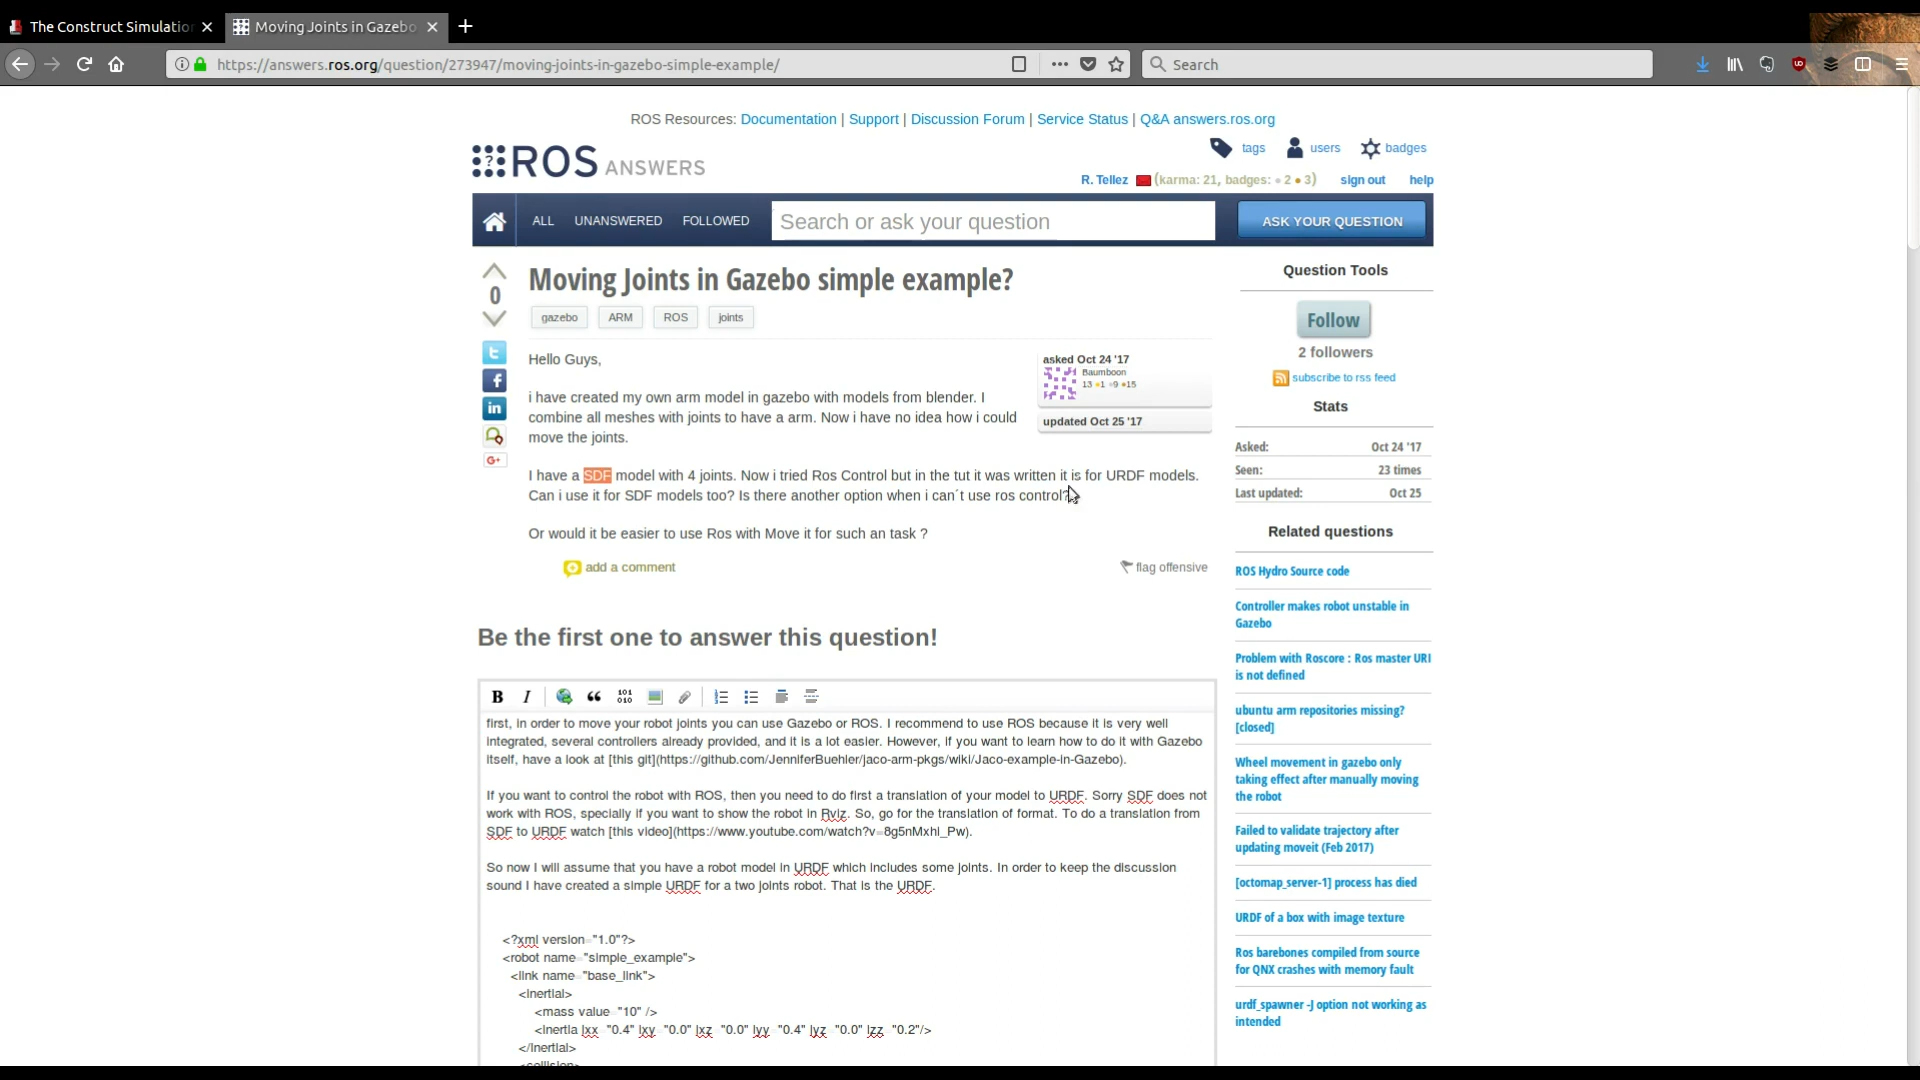 The Construct Simulatio
Moving Joints in Gazebo
https://answers.ros.org/question/273947/moving-joints-in-gazebo-simple-example/
Search
ROS Resources: Documentation | Support | Discussion Forum | Service Status | Q&A answers.ros.org
ROS ANSWERS
tags users badges
R. Tellez (karma: 21, badges: ● 2 ● 3) sign out help
ALL UNANSWERED FOLLOWED Search or ask your question ASK YOUR QUESTION
0
Moving Joints in Gazebo simple example?
gazebo ARM ROS joints
Hello Guys,
i have created my own arm model in gazebo with models from blender. I
combine all meshes with joints to have a arm. Now i have no idea how i could
move the joints.
asked Oct 24 '17
Baumboon
13 ●1 ●9 ●15
updated Oct 25 '17
I have a SDF model with 4 joints. Now i tried Ros Control but in the tut it was written it is for URDF models.
Can i use it for SDF models too? Is there another option when i can´t use ros control?
Or would it be easier to use Ros with Move it for such an task ?
add a comment flag offensive
Be the first one to answer this question!
B I
first, in order to move your robot joints you can use Gazebo or ROS. I recommend to use ROS because it is very well
integrated, several controllers already provided, and it is a lot easier. However, if you want to learn how to do it with Gazebo
itself, have a look at [this git](https://github.com/JenniferBuehler/jaco-arm-pkgs/wiki/Jaco-example-in-Gazebo).
If you want to control the robot with ROS, then you need to do first a translation of your model to URDF. Sorry SDF does not
work with ROS, specially if you want to show the robot in Rviz. So, go for the translation of format. To do a translation from
SDF to URDF watch [this video](https://www.youtube.com/watch?v=8g5nMxhi_Pw).
So now I will assume that you have a robot model in URDF which includes some joints. In order to keep the discussion
sound I have created a simple URDF for a two joints robot. That is the URDF.
<?xml version="1.0"?>
<robot name="simple_example">
<link name="base_link">
<inertial>
<mass value="10" />
<inertia ixx="0.4" ixy="0.0" ixz="0.0" iyy="0.4" iyz="0.0" izz="0.2"/>
</inertial>
<collision>
Question Tools
Follow
2 followers
subscribe to rss feed
Stats
Asked: Oct 24 '17
Seen: 23 times
Last updated: Oct 25
Related questions
ROS Hydro Source code
Controller makes robot unstable in
Gazebo
Problem with Roscore : Ros master URI
is not defined
ubuntu arm repositories missing?
[closed]
Wheel movement in gazebo only
taking effect after manually moving
the robot
Failed to validate trajectory after
updating moveit (Feb 2017)
[octomap_server-1] process has died
URDF of a box with image texture
Ros barebones compiled from source
for QNX crashes with memory fault
urdf_spawner -J option not working as
intended